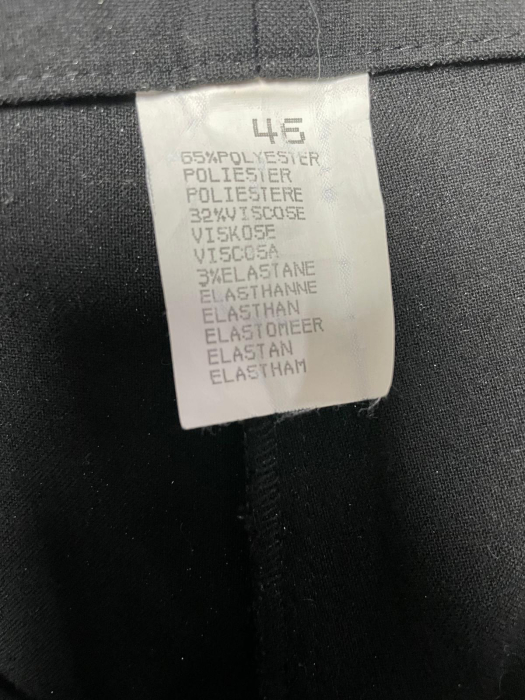 46
65%POLYESTER
POLIESTER
POLIESTERE
32%VISCOSE
VISKOSE
VISCOSA
3%ELASTANE
ELASTHANNE
ELASTHAN
ELASTOMEER
ELASTAN
ELASTHAM